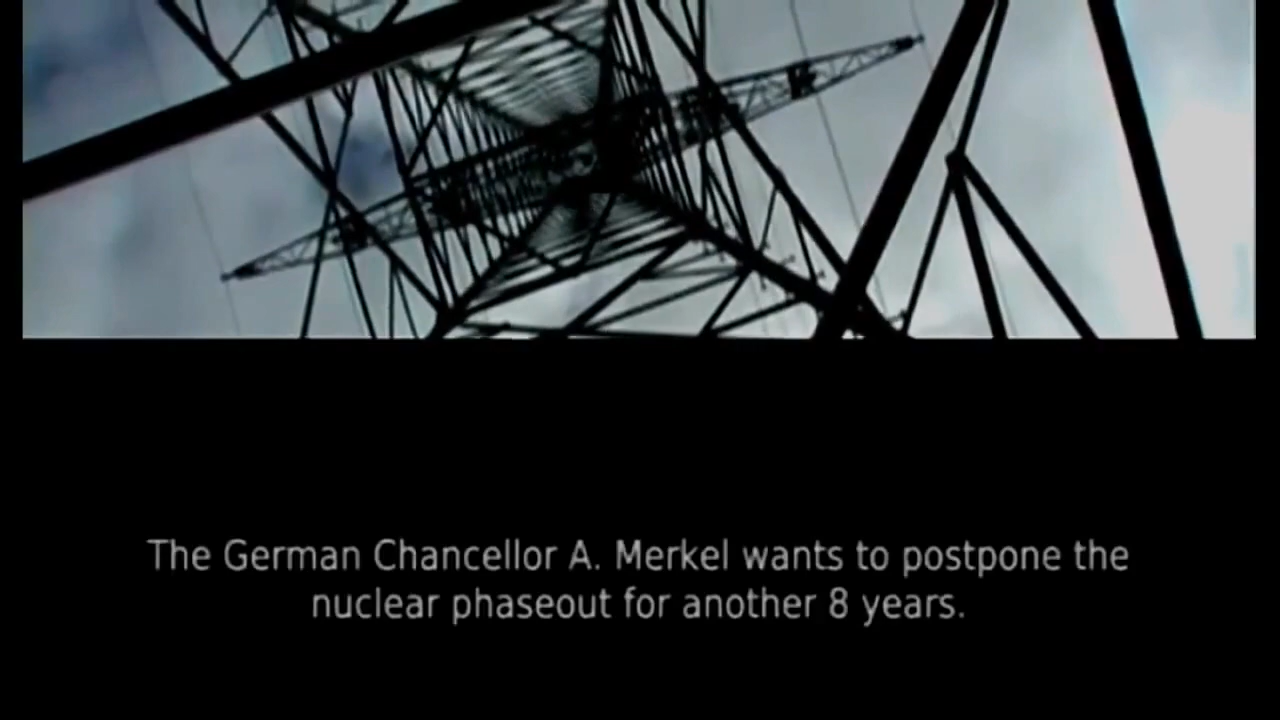 The German Chancellor A. Merkel wants to postpone the
nuclear phaseout for another 8 years.